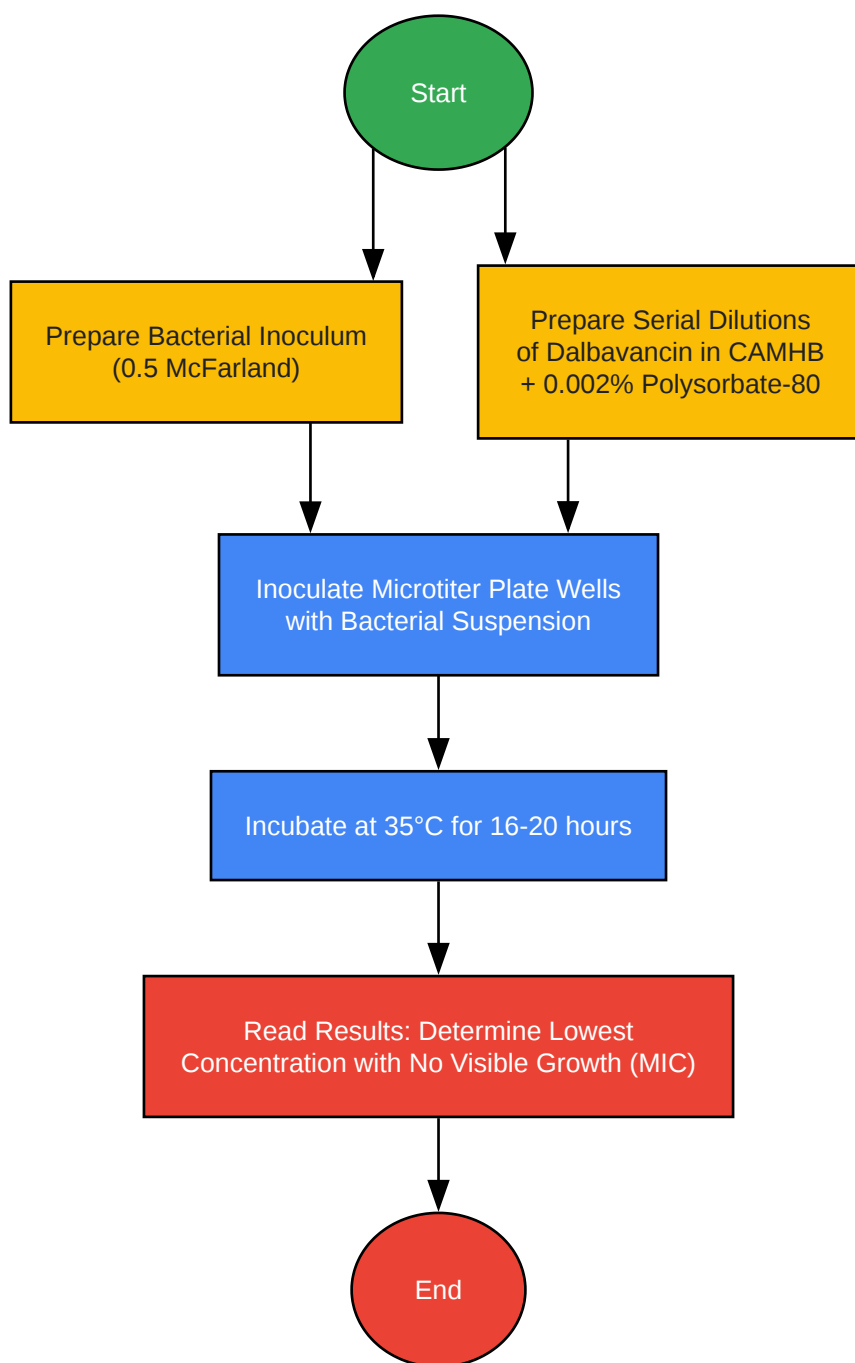 Start
Prepare Bacterial Inoculum
(0.5 McFarland)
Prepare Serial Dilutions
of Dalbavancin in CAMHB
+ 0.002% Polysorbate-80
Inoculate Microtiter Plate Wells
with Bacterial Suspension
Incubate at 35°C for 16-20 hours
Read Results: Determine Lowest
Concentration with No Visible Growth (MIC)
End